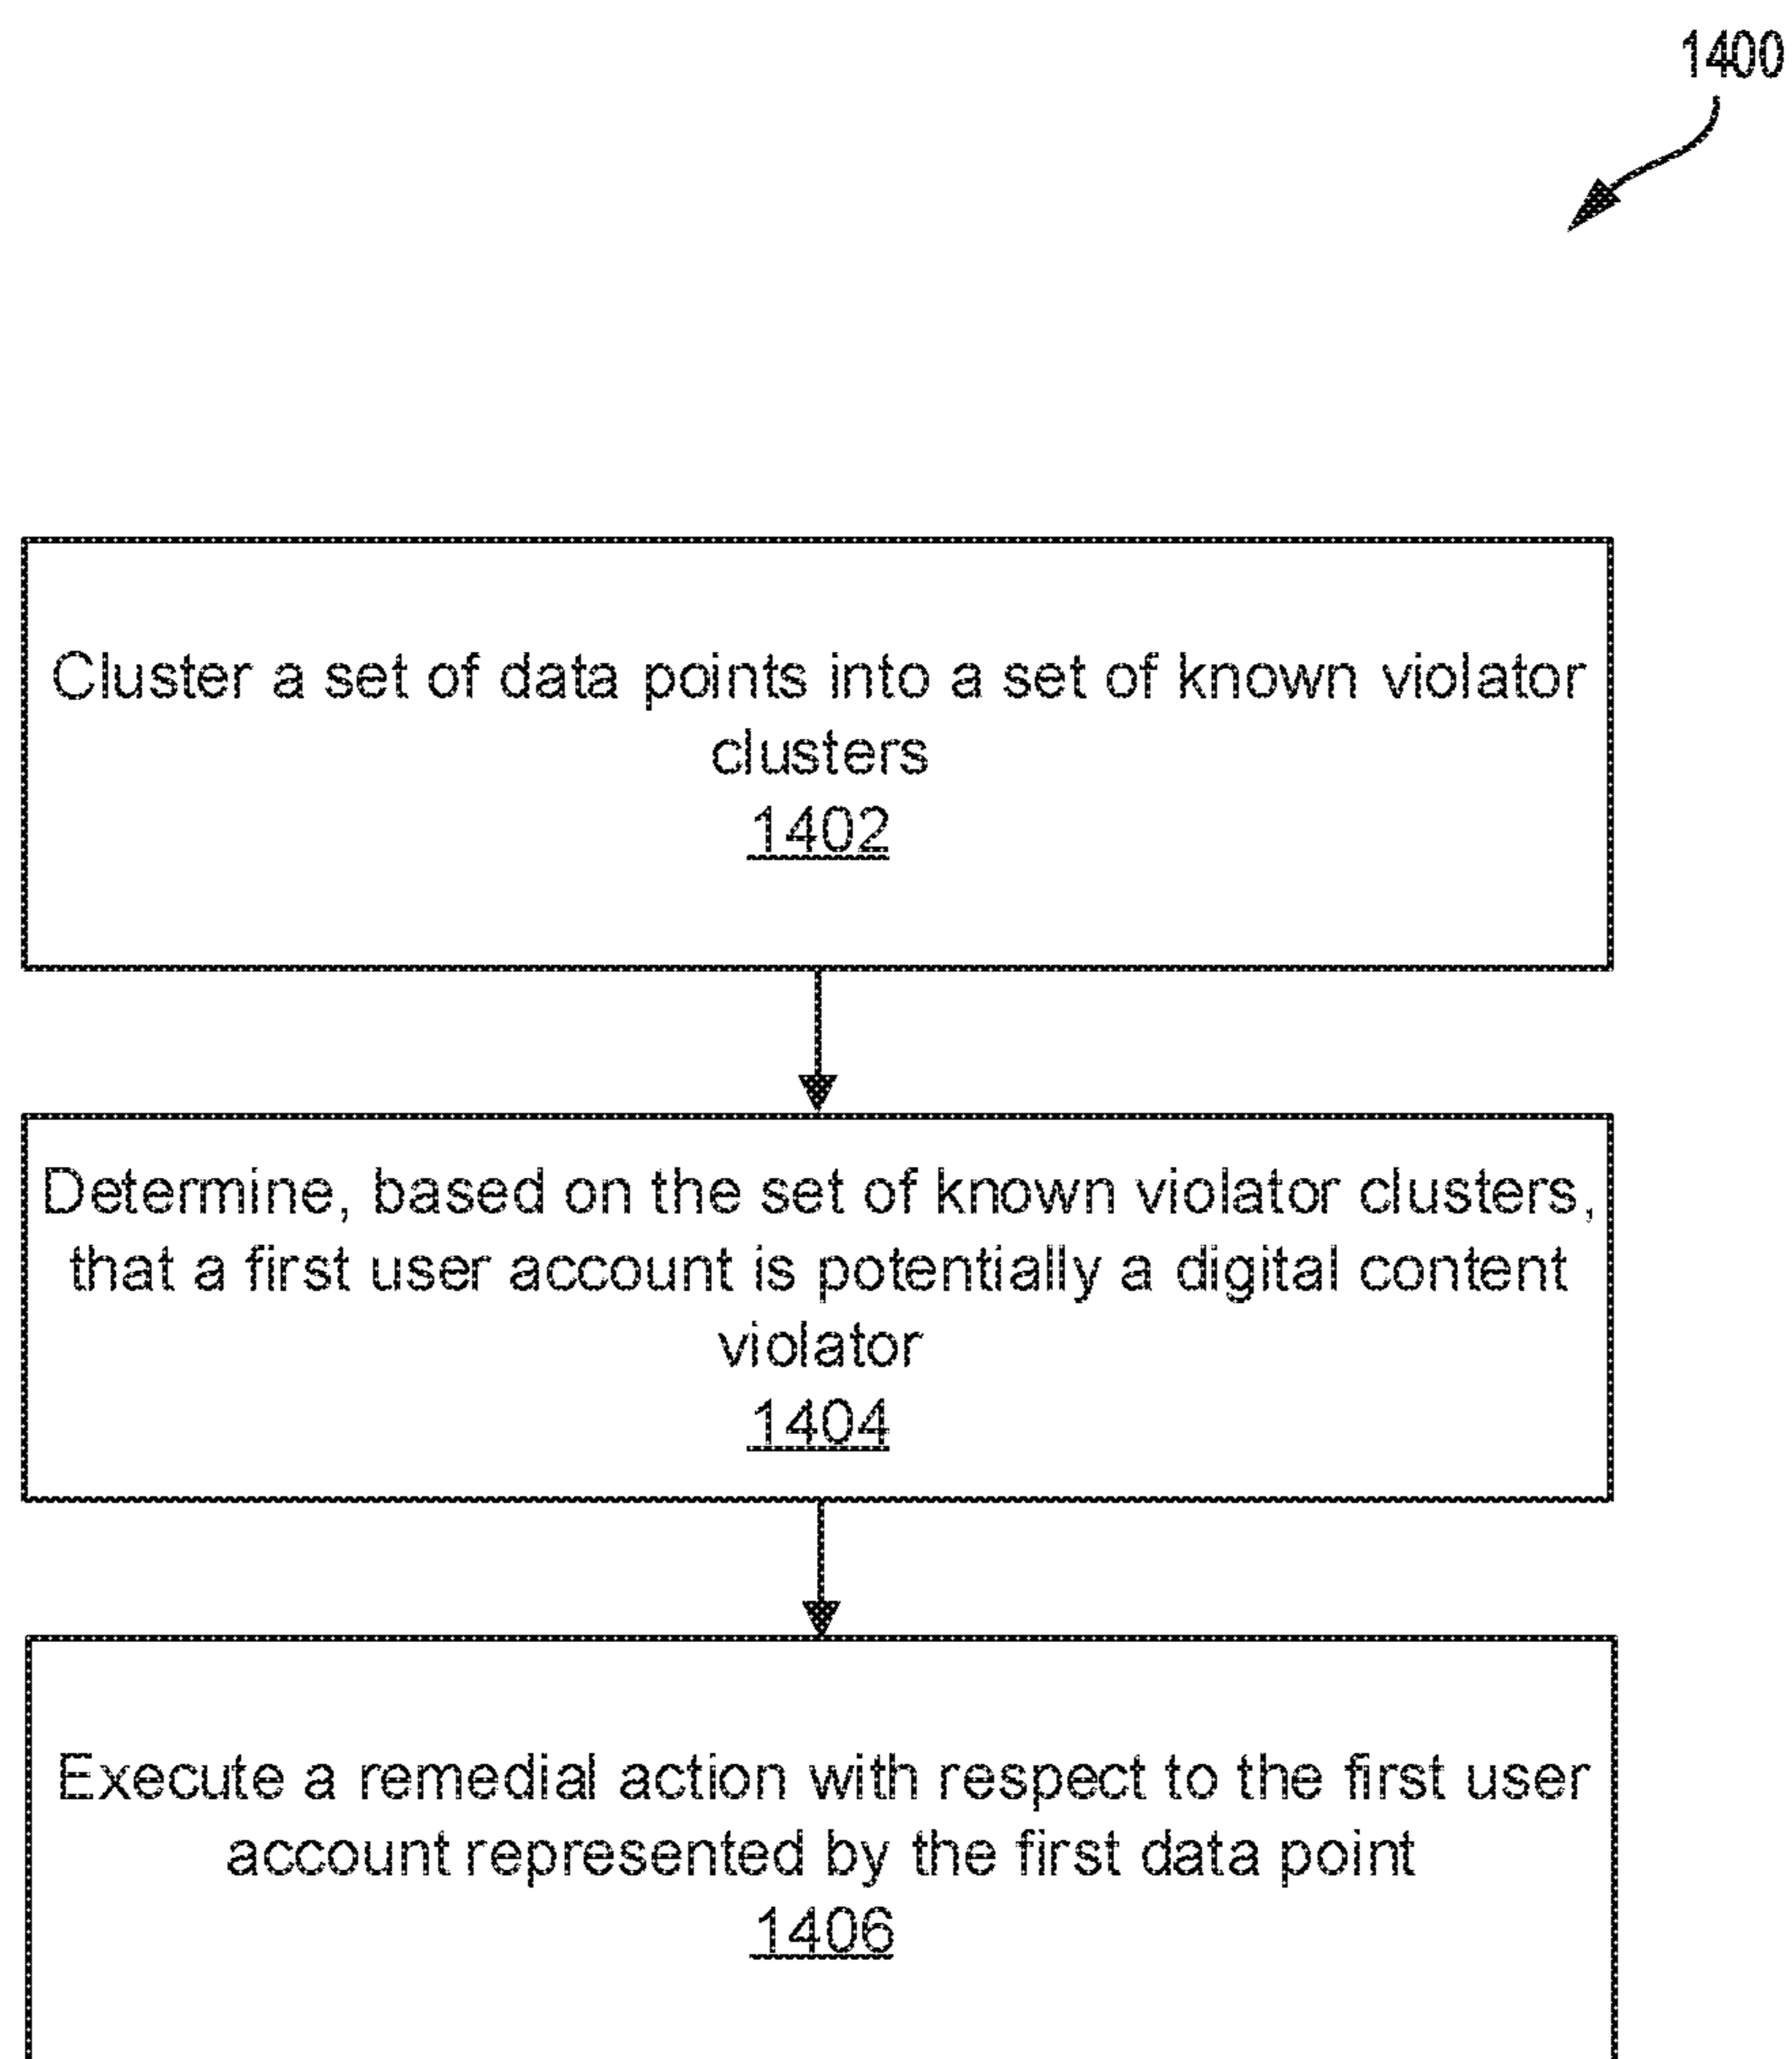 1400
Cluster a set of data points into a set of known violator
clusters
1402
Determine, based on the set of known violator clusters,
that a first user account is potentially a digital content
violator
1404
Execute a remedial action with respect to the first user
account represented by the first data point
1406